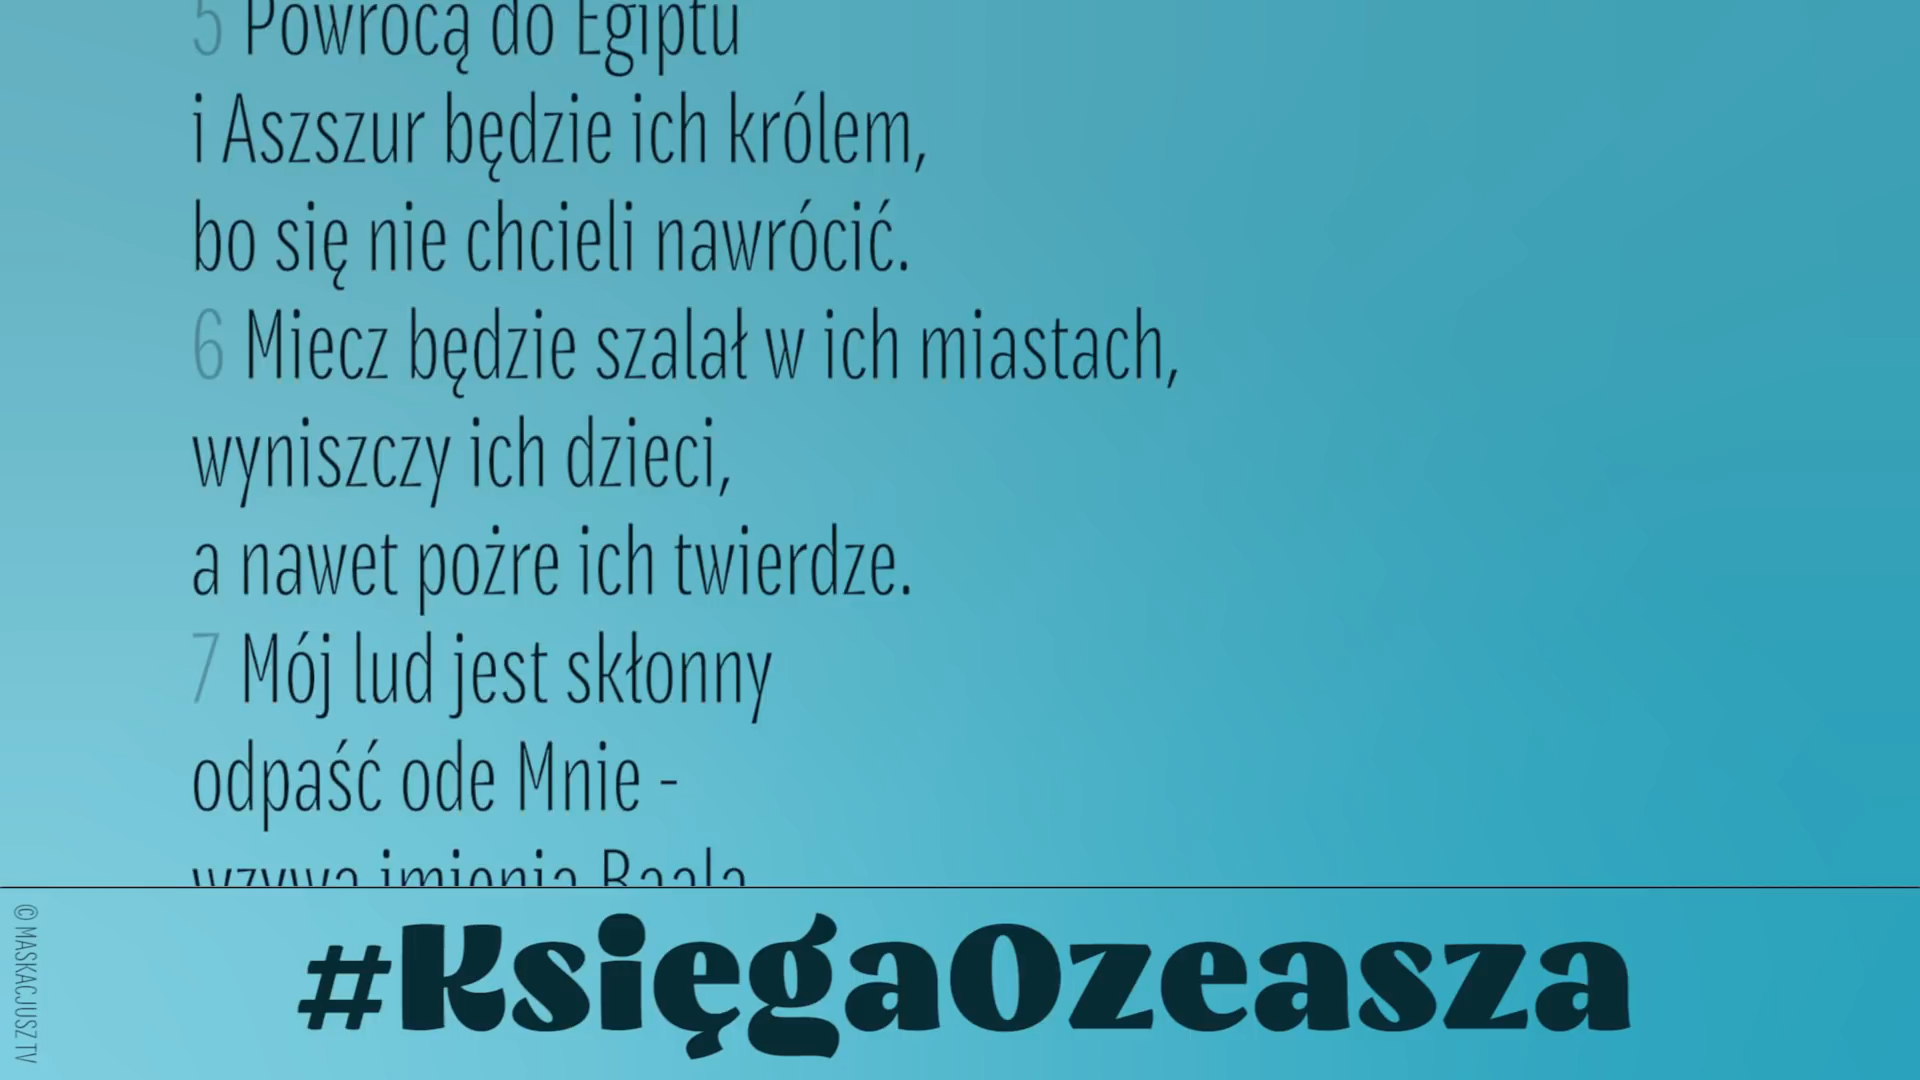 5 Powrócą do Egiptu
i Aszszur będzie ich królem,
bo się nie chcieli nawrócić.
6 Miecz będzie szalał w ich miastach,
wyniszczy ich dzieci,
a nawet pożre ich twierdze.
7 Mój lud jest skłonny
odpaść ode Mnie -
wzywa imienia Baala
#KsięgaOzeasza
© MASKACJUSZ TV